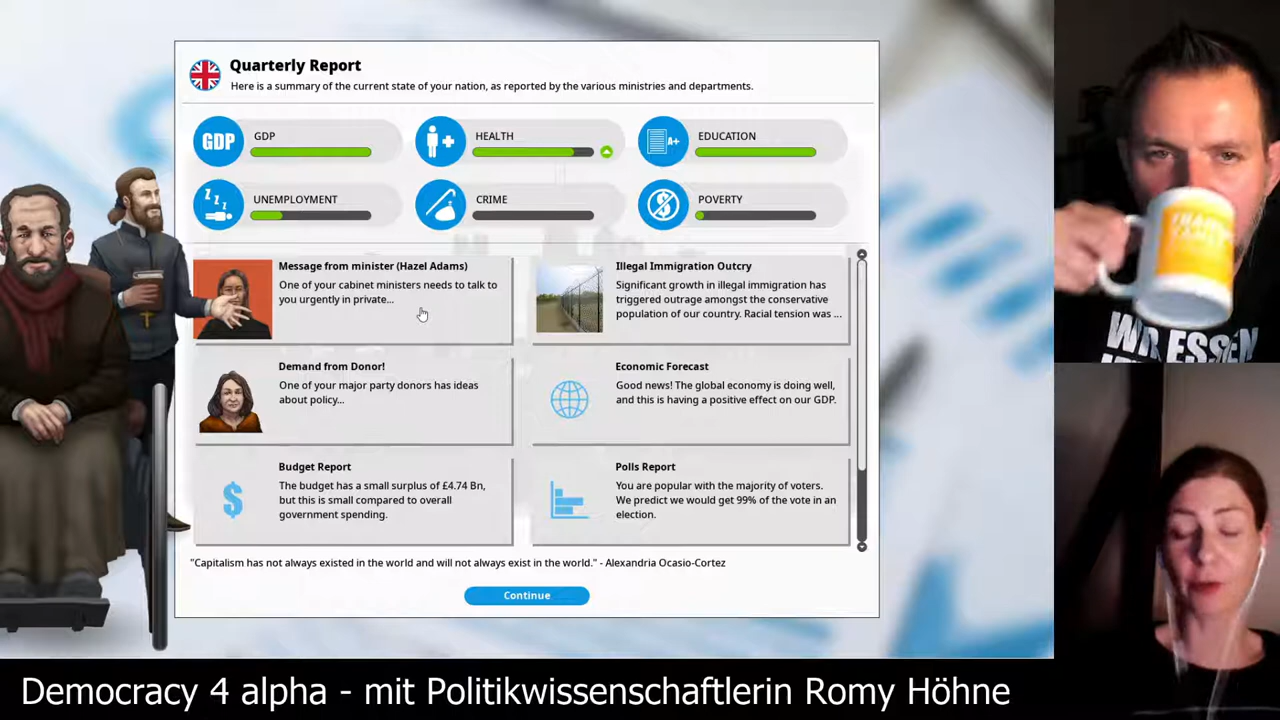 Quarterly Report
Here is a summary of the current state of your nation, as reported by the various ministries and departments.
GDP
GDP
HEALTH
A+
EDUCATION
Z Z Z
UNEMPLOYMENT
CRIME
$
POVERTY
Message from minister (Hazel Adams)
One of your cabinet ministers needs to talk to
you urgently in private...
Illegal Immigration Outcry
Significant growth in illegal immigration has
triggered outrage amongst the conservative
population of our country. Racial tension was ...
Demand from Donor!
One of your major party donors has ideas
about policy...
Economic Forecast
Good news! The global economy is doing well,
and this is having a positive effect on our GDP.
$
Budget Report
The budget has a small surplus of £4.74 Bn,
but this is small compared to overall
government spending.
Polls Report
You are popular with the majority of voters.
We predict we would get 99% of the vote in an
election.
"Capitalism has not always existed in the world and will not always exist in the world." - Alexandria Ocasio-Cortez
Continue
WIR ESSEN
Democracy 4 alpha - mit Politikwissenschaftlerin Romy Höhne